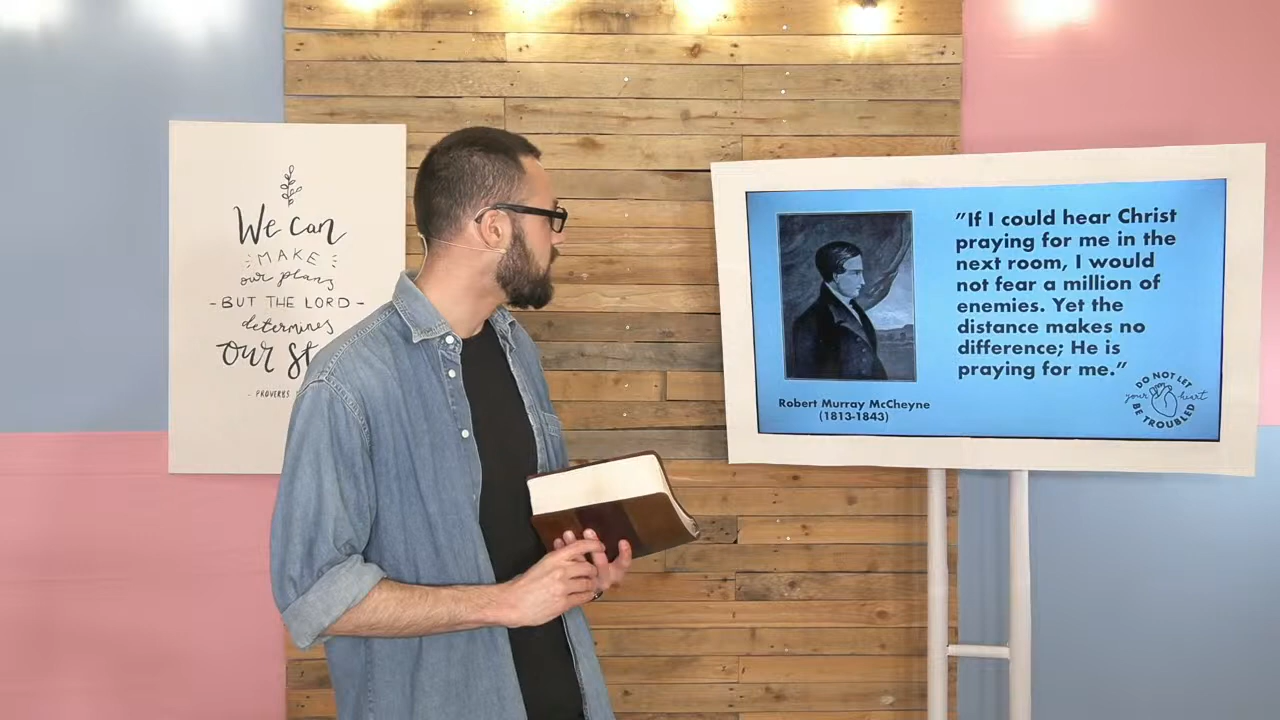 We can
MAKE
our plans
-BUT THE LORD-
determines
our
- PROVERBS
"If I could hear Christ
praying for me in the
next room, I would
not fear a million of
enemies. Yet the
distance makes no
difference; He is
praying for me."
Robert Murray McCheyne
(1813-1843)
DO NOT LET
your heart
BE TROUBLED